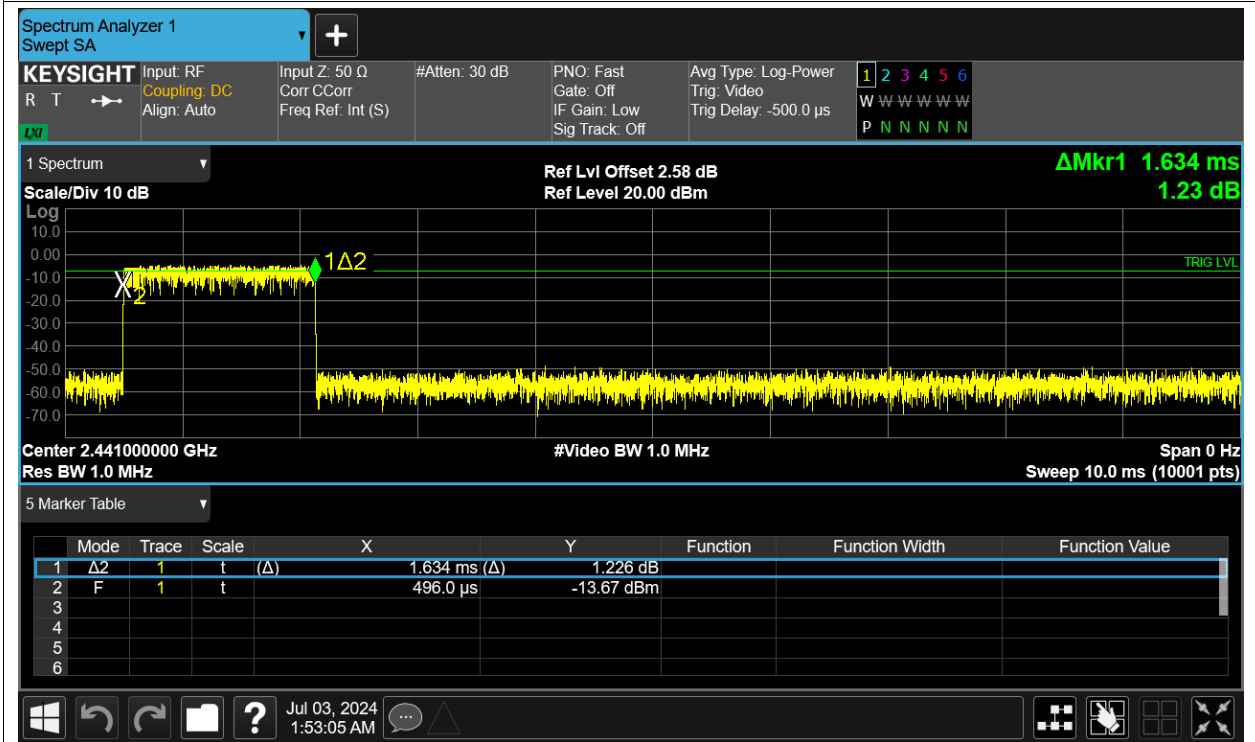 Spectrum Analyzer 1
Swept SA
KEYSIGHT
R T
LXI
Input: RF
Coupling: DC
Align: Auto
Input Z: 50 Ω
Corr CCorr
Freq Ref: Int (S)
#Atten: 30 dB
PNO: Fast
Gate: Off
IF Gain: Low
Sig Track: Off
Avg Type: Log-Power
Trig: Video
Trig Delay: -500.0 µs
1 2 3 4 5 6
W W W W W W
P N N N N N
1 Spectrum
Scale/Div 10 dB
Ref Lvl Offset 2.58 dB
Ref Level 20.00 dBm
ΔMkr1 1.634 ms
1.23 dB
Log
10.0
0.00
-10.0
-20.0
-30.0
-40.0
-50.0
-60.0
-70.0
1Δ2
2
TRIG LVL
Center 2.441000000 GHz
Res BW 1.0 MHz
#Video BW 1.0 MHz
Span 0 Hz
Sweep 10.0 ms (10001 pts)
5 Marker Table
Mode Trace Scale X Y Function Function Width Function Value
1 Δ2 1 t (Δ) 1.634 ms (Δ) 1.226 dB
2 F 1 t 496.0 µs -13.67 dBm
3
4
5
6
?
Jul 03, 2024
1:53:05 AM